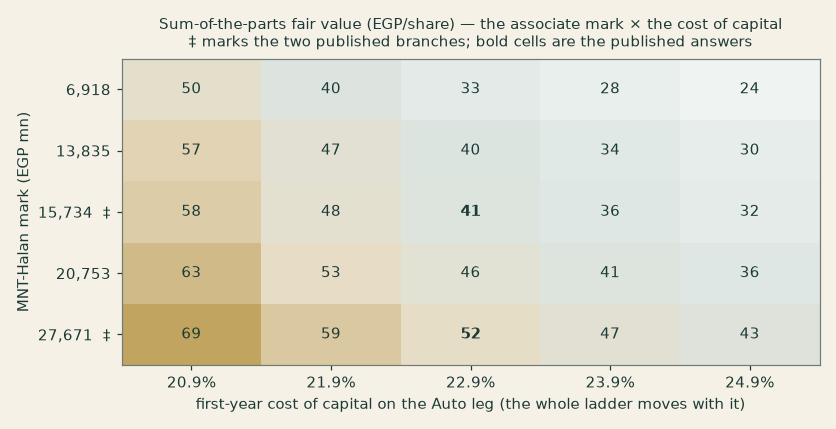 Sum-of-the-parts fair value (EGP/share) — the associate mark × the cost of capital
‡ marks the two published branches; bold cells are the published answers
MNT-Halan mark (EGP mn)
6,918 50 40 33 28 24
13,835 57 47 40 34 30
15,734 ‡ 58 48 41 36 32
20,753 63 53 46 41 36
27,671 ‡ 69 59 52 47 43
20.9% 21.9% 22.9% 23.9% 24.9%
first-year cost of capital on the Auto leg (the whole ladder moves with it)